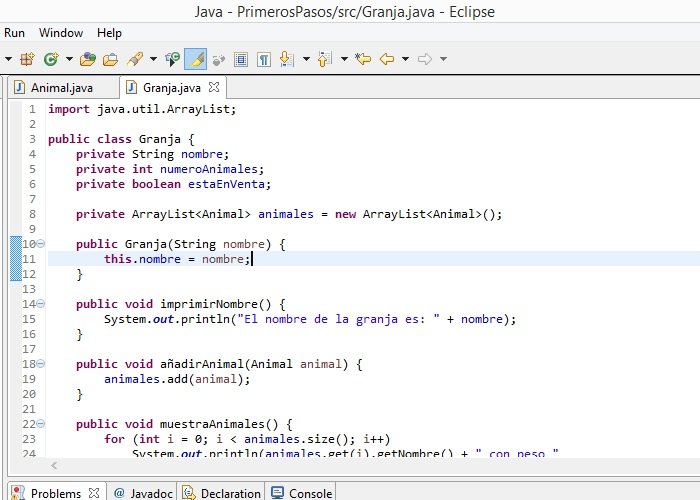 Java - PrimerosPasos/src/Granja.java - Eclipse
Run Window Help
Animal.java Granja.java
1 import java.util.ArrayList;
2
3 public class Granja {
4 private String nombre;
5 private int numeroAnimales;
6 private boolean estaEnVenta;
7
8 private ArrayList<Animal> animales = new ArrayList<Animal>();
9
10 public Granja(String nombre) {
11 this.nombre = nombre;
12 }
13
14 public void imprimirNombre() {
15 System.out.println("El nombre de la granja es: " + nombre);
16 }
17
18 public void añadirAnimal(Animal animal) {
19 animales.add(animal);
20 }
21
22 public void muestraAnimales() {
23 for (int i = 0; i < animales.size(); i++)
24 System.out.println(animales.get(i).getNombre() + " con peso "
Problems @ Javadoc Declaration Console